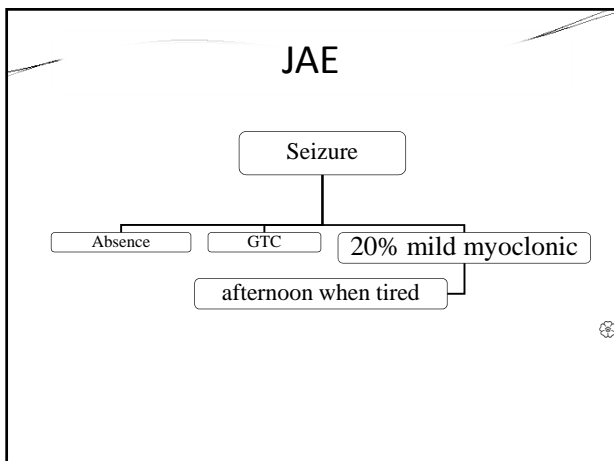 JAE
Seizure
Absence
GTC
20% mild myoclonic
afternoon when tired